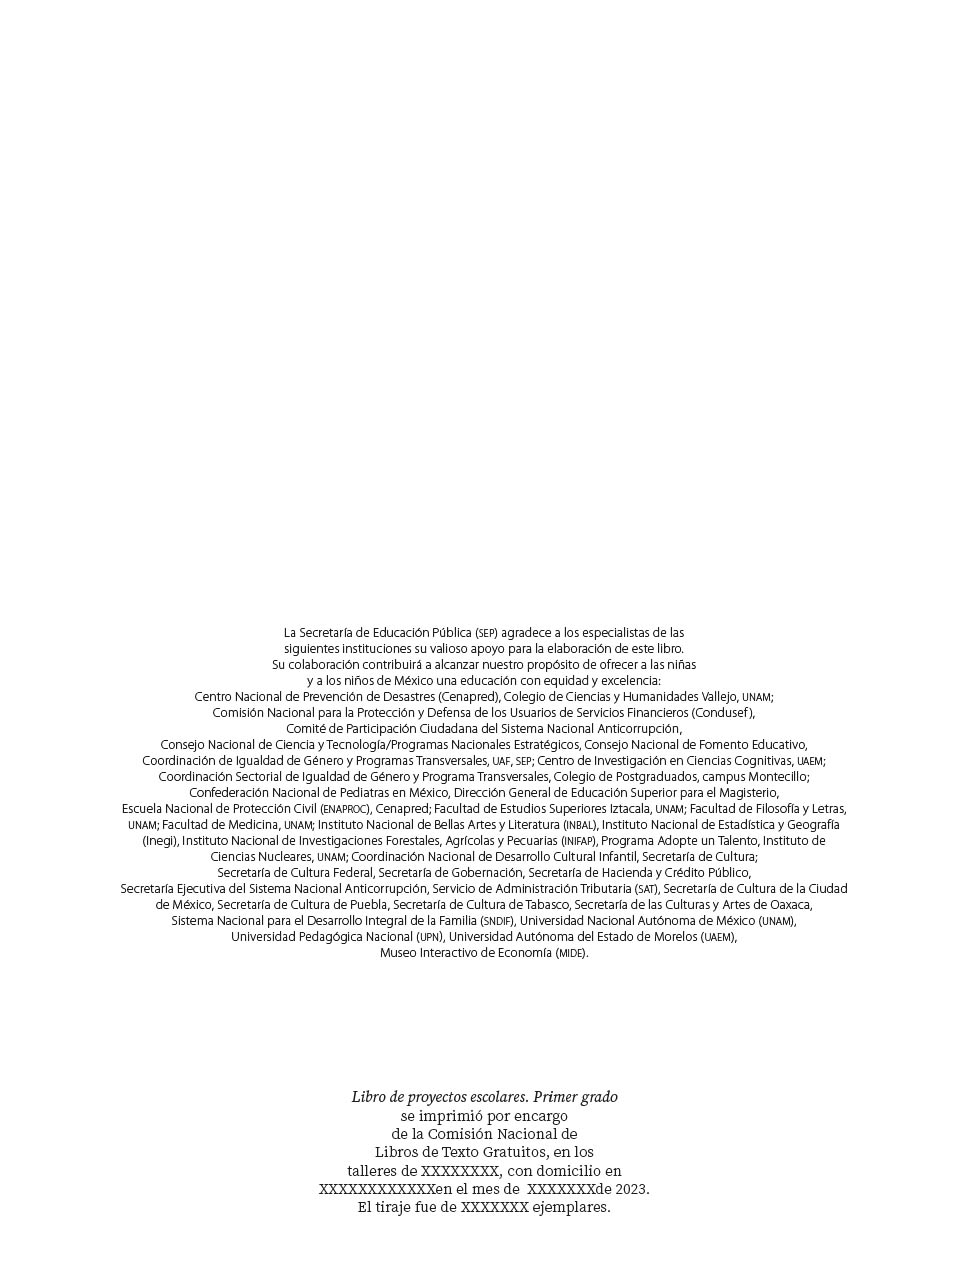 La Secretaría de Educación Pública (SEP) agradece a los especialistas de las
siguientes instituciones su valioso apoyo para la elaboración de este libro.
Su colaboración contribuirá a alcanzar nuestro propósito de ofrecer a las niñas
y a los niños de México una educación con equidad y excelencia:
Centro Nacional de Prevención de Desastres (Cenapred), Colegio de Ciencias y Humanidades Vallejo, UNAM;
Comisión Nacional para la Protección y Defensa de los Usuarios de Servicios Financieros (Condusef),
Comité de Participación Ciudadana del Sistema Nacional Anticorrupción,
Consejo Nacional de Ciencia y Tecnología/Programas Nacionales Estratégicos, Consejo Nacional de Fomento Educativo,
Coordinación de Igualdad de Género y Programas Transversales, UAF, SEP; Centro de Investigación en Ciencias Cognitivas, UAEM;
Coordinación Sectorial de Igualdad de Género y Programa Transversales, Colegio de Postgraduados, campus Montecillo;
Confederación Nacional de Pediatras en México, Dirección General de Educación Superior para el Magisterio,
Escuela Nacional de Protección Civil (ENAPROC), Cenapred; Facultad de Estudios Superiores Iztacala, UNAM; Facultad de Filosofía y Letras,
UNAM; Facultad de Medicina, UNAM; Instituto Nacional de Bellas Artes y Literatura (INBAL), Instituto Nacional de Estadística y Geografía
(Inegi), Instituto Nacional de Investigaciones Forestales, Agrícolas y Pecuarias (INIFAP), Programa Adopte un Talento, Instituto de
Ciencias Nucleares, UNAM; Coordinación Nacional de Desarrollo Cultural Infantil, Secretaría de Cultura;
Secretaría de Cultura Federal, Secretaría de Gobernación, Secretaría de Hacienda y Crédito Público,
Secretaría Ejecutiva del Sistema Nacional Anticorrupción, Servicio de Administración Tributaria (SAT), Secretaría de Cultura de la Ciudad
de México, Secretaría de Cultura de Puebla, Secretaría de Cultura de Tabasco, Secretaría de las Culturas y Artes de Oaxaca,
Sistema Nacional para el Desarrollo Integral de la Familia (SNDIF), Universidad Nacional Autónoma de México (UNAM),
Universidad Pedagógica Nacional (UPN), Universidad Autónoma del Estado de Morelos (UAEM),
Museo Interactivo de Economía (MIDE).
Libro de proyectos escolares. Primer grado
se imprimió por encargo
de la Comisión Nacional de
Libros de Texto Gratuitos, en los
talleres de XXXXXXXX, con domicilio en
XXXXXXXXXXXXen el mes de XXXXXXXde 2023.
El tiraje fue de XXXXXXX ejemplares.